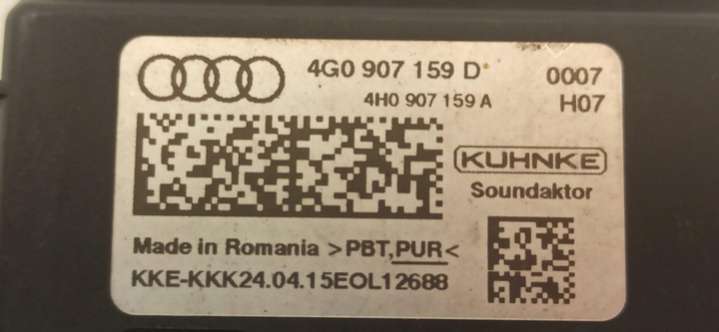 4G0 907 159 D 0007
4H0 907 159 A H07
KUHNKE
Soundaktor
Made in Romania >PBT,PUR<
KKE-KKK24.04.15EOL12688